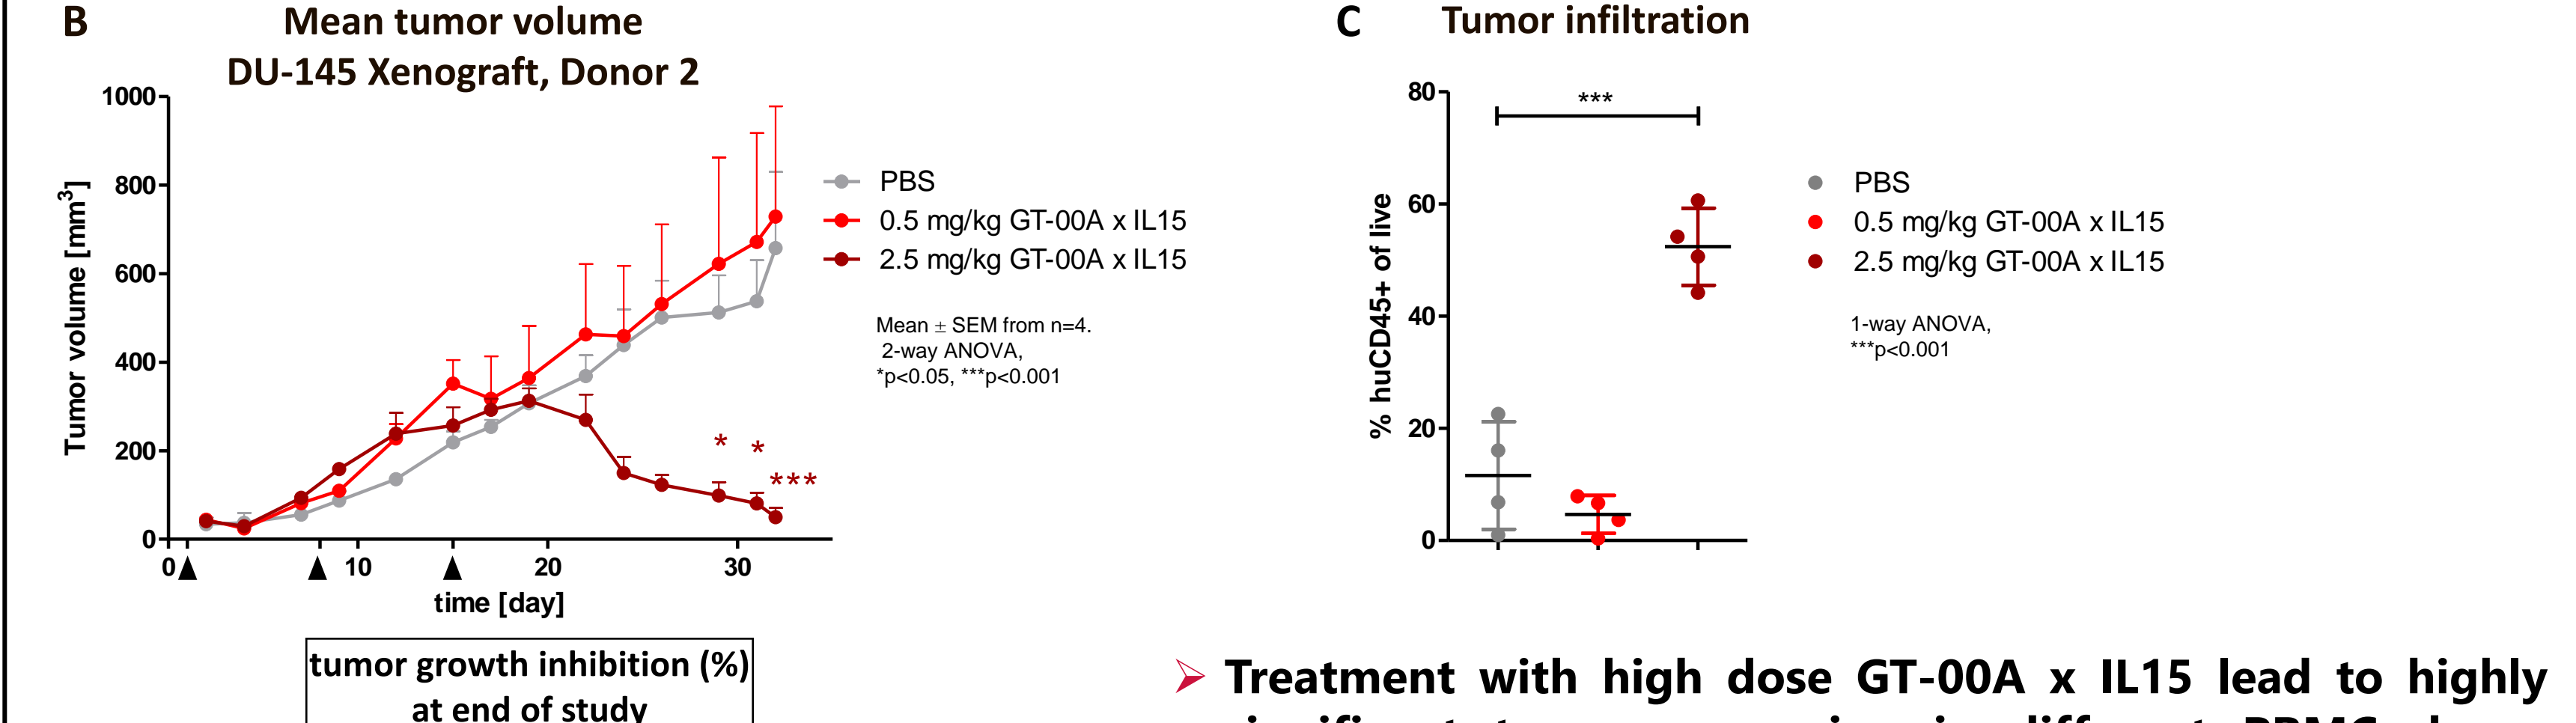 B
Mean tumor volume
DU-145 Xenograft, Donor 2
1000
800
600
400
200
0
Tumor volume [mm³]
0 10 20 30
time [day]
PBS
0.5 mg/kg GT-00A x IL15
2.5 mg/kg GT-00A x IL15
Mean ± SEM from n=4.
2-way ANOVA,
*p<0.05, ***p<0.001
*
*
***
tumor growth inhibition (%)
at end of study
C
Tumor infiltration
80
60
40
20
0
% huCD45+ of live
***
PBS
0.5 mg/kg GT-00A x IL15
2.5 mg/kg GT-00A x IL15
1-way ANOVA,
***p<0.001
➢ Treatment with high dose GT-00A x IL15 lead to highly